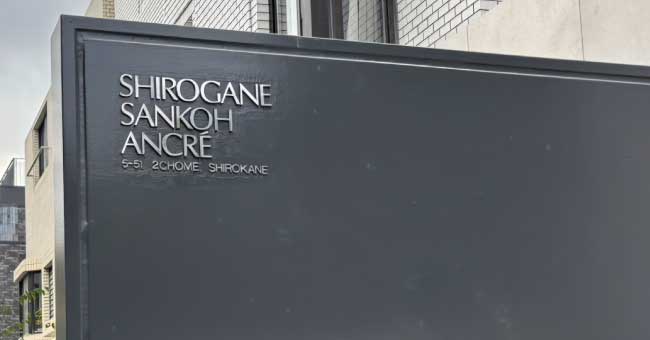 SHIROGANE
SANKOH
ANCRÉ
5-51, 2CHOME, SHIROKANE